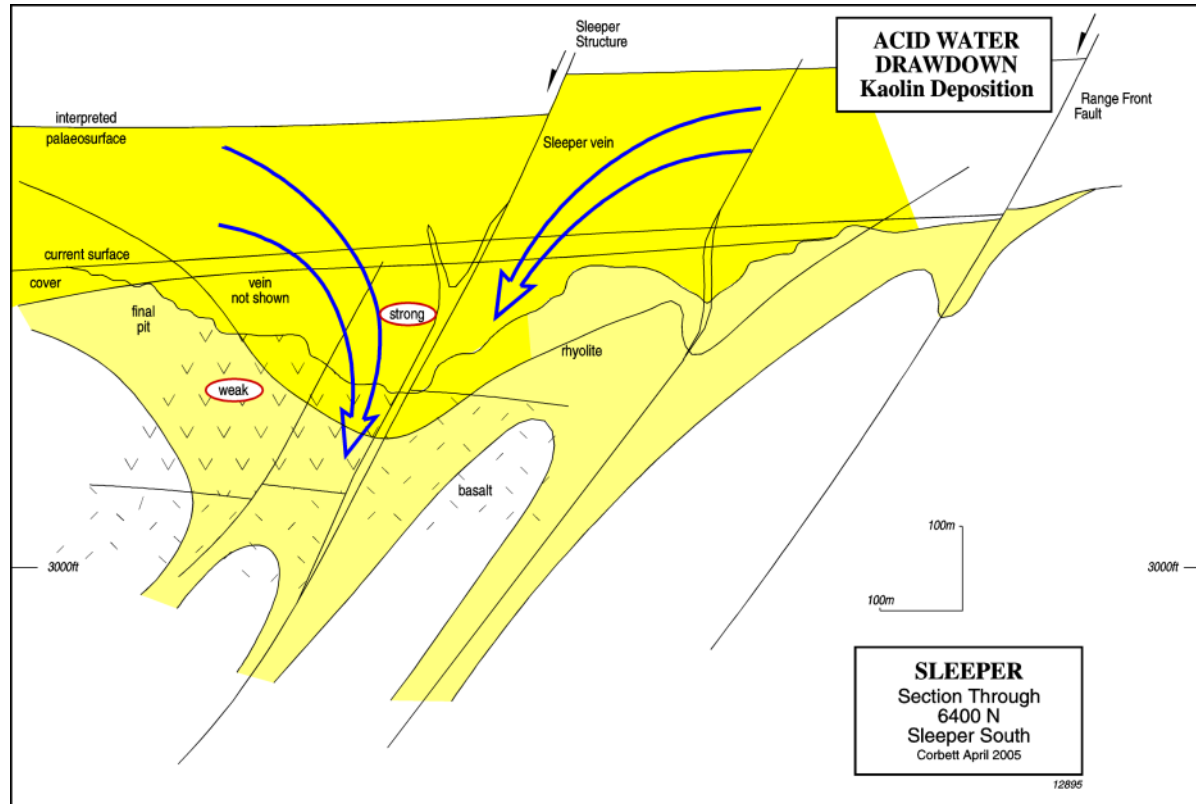 Sleeper
Structure
ACID WATER
DRAWDOWN
Kaolin Deposition
Range Front
Fault
interpreted
palaeosurface
Sleeper vein
current surface
cover
vein
not shown
final
pit
strong
rhyolite
weak
basalt
100m
100m
3000ft
3000ft
SLEEPER
Section Through
6400 N
Sleeper South
Corbett April 2005
12895